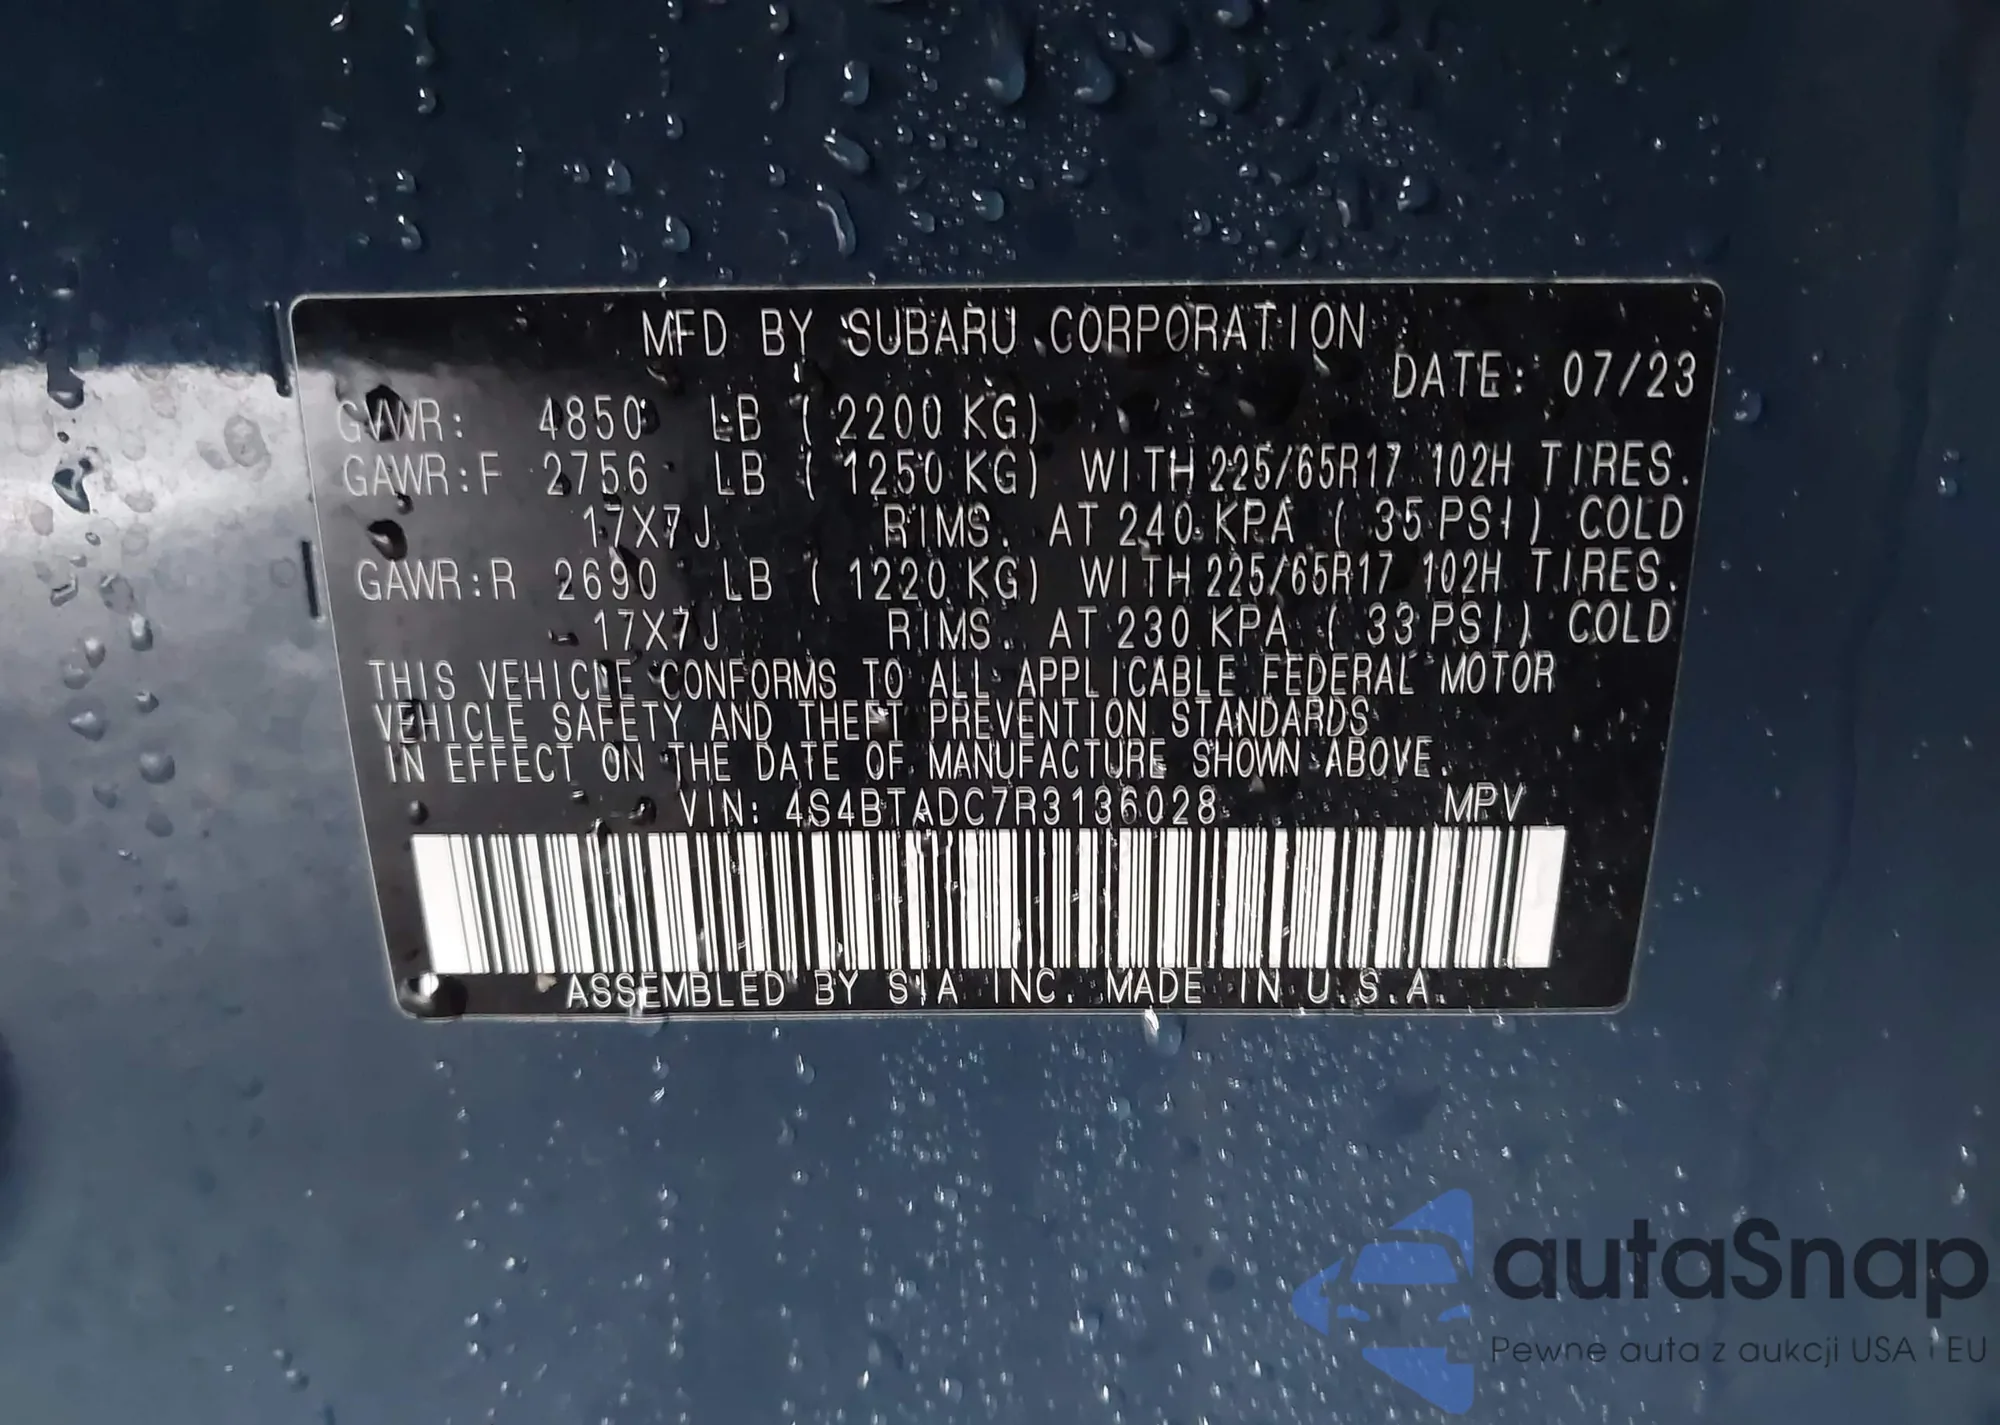 MFD BY SUBARU CORPORATION
DATE: 07/23
GVWR: 4850 LB (2200 KG)
GAWR:F 2756 LB (1250 KG) WITH 225/65R17 102H TIRES.
17X7J RIMS. AT 240 KPA (35 PSI) COLD
GAWR:R 2690 LB (1220 KG) WITH 225/65R17 102H TIRES.
17X7J RIMS. AT 230 KPA (33 PSI) COLD
THIS VEHICLE CONFORMS TO ALL APPLICABLE FEDERAL MOTOR
VEHICLE SAFETY AND THEFT PREVENTION STANDARDS
IN EFFECT ON THE DATE OF MANUFACTURE SHOWN ABOVE.
VIN: 4S4BTADC7R3136028 MPV
ASSEMBLED BY SIA INC. MADE IN U.S.A.
autaSnap
Pewne auta z aukcji USA i EU